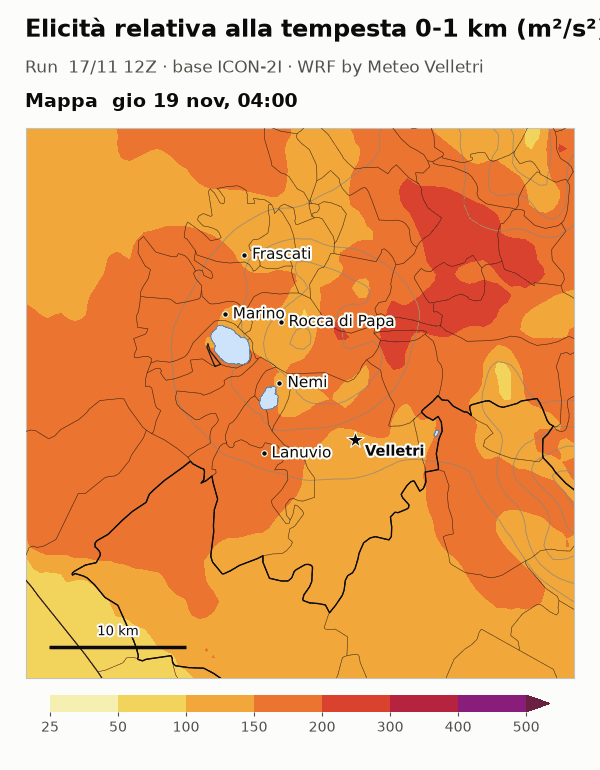 Elicità relativa alla tempesta 0-1 km (m²/s²)
Run 17/11 12Z · base ICON-2I · WRF by Meteo Velletri
Mappa gio 19 nov, 04:00
Frascati
Marino
Rocca di Papa
Nemi
Velletri
Lanuvio
10 km
25 50 100 150 200 300 400 500